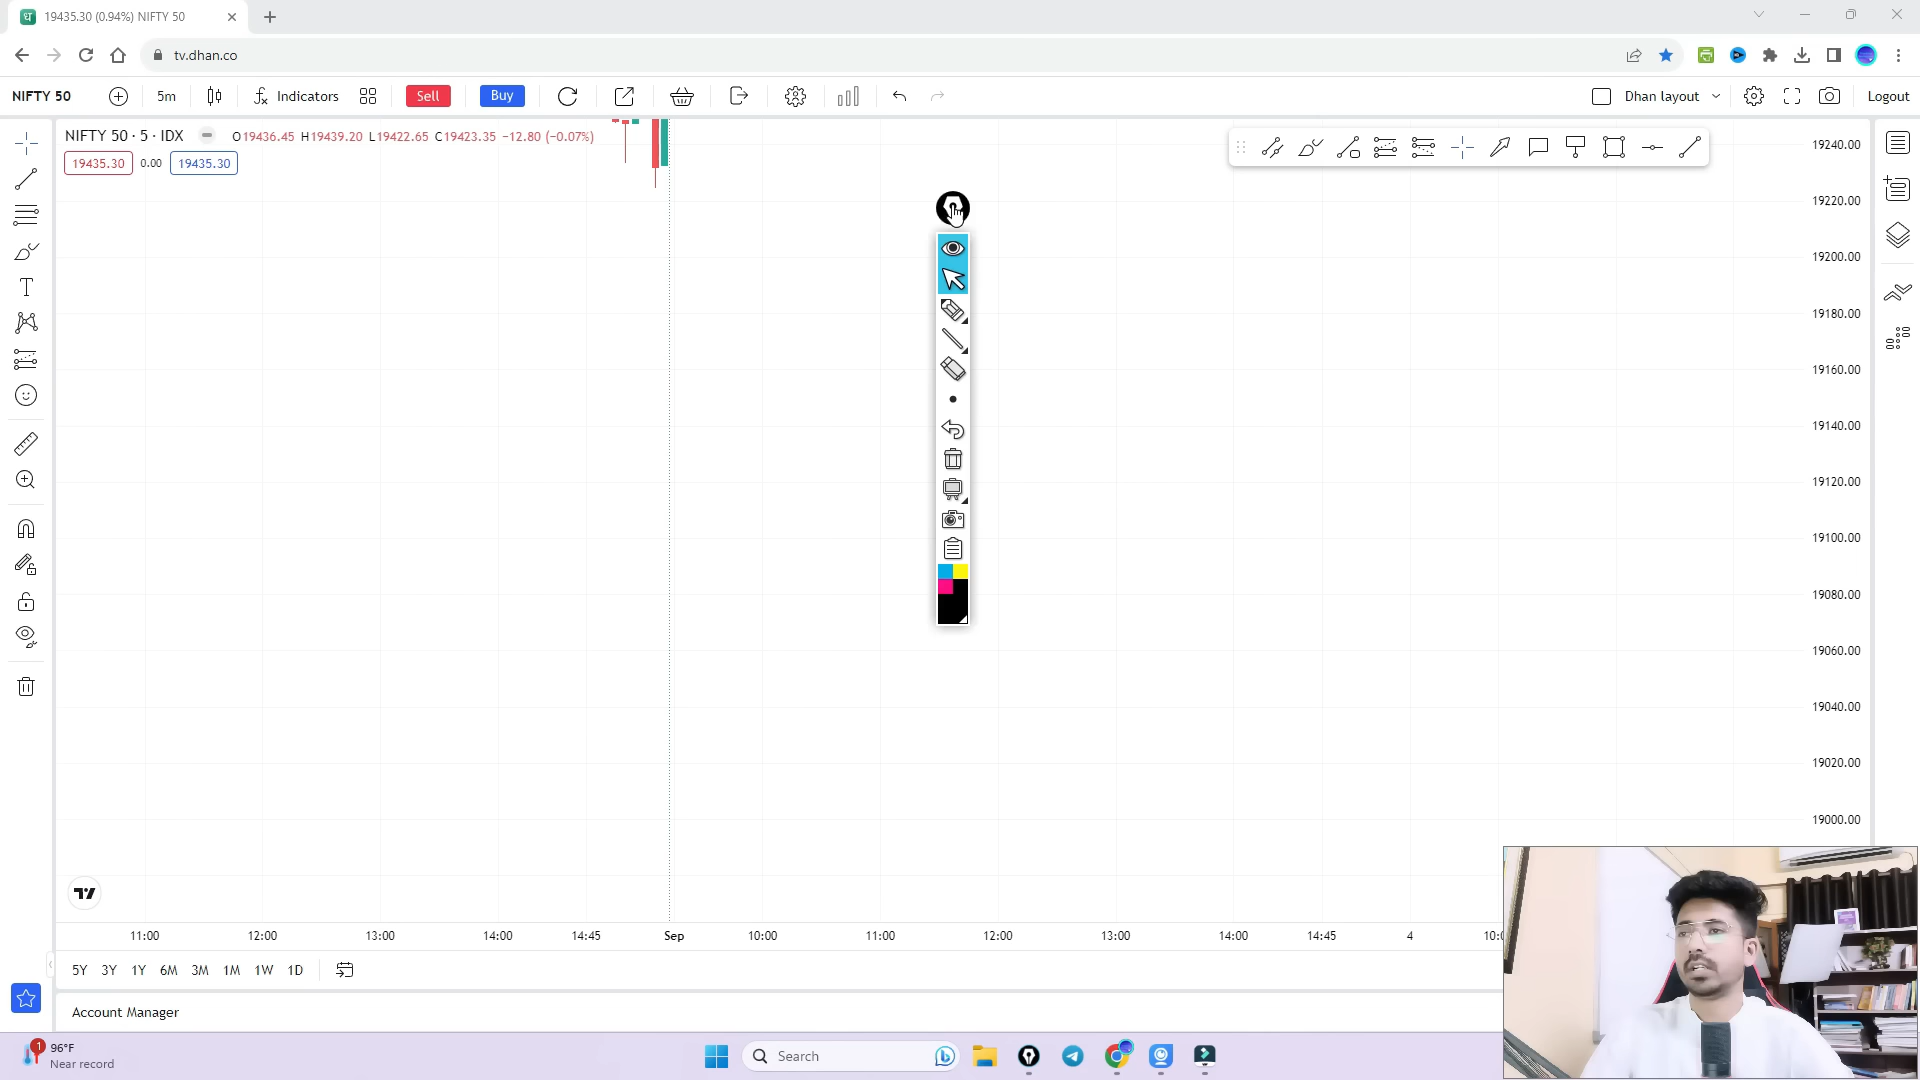 धा 19435.30 (0.94%) NIFTY 50
tv.dhan.co
NIFTY 50 5m Indicators Sell Buy Dhan layout Logout
NIFTY 50 · 5 · IDX O19436.45 H19439.20 L19422.65 C19423.35 −12.80 (−0.07%)
19435.30 0.00 19435.30
T
19240.00
19220.00
19200.00
19180.00
19160.00
19140.00
19120.00
19100.00
19080.00
19060.00
19040.00
19020.00
19000.00
11:00 12:00 13:00 14:00 14:45 Sep 10:00 11:00 12:00 13:00 14:00 14:45 4
5Y 3Y 1Y 6M 3M 1M 1W 1D
Account Manager
1
96°F
Near record
Search